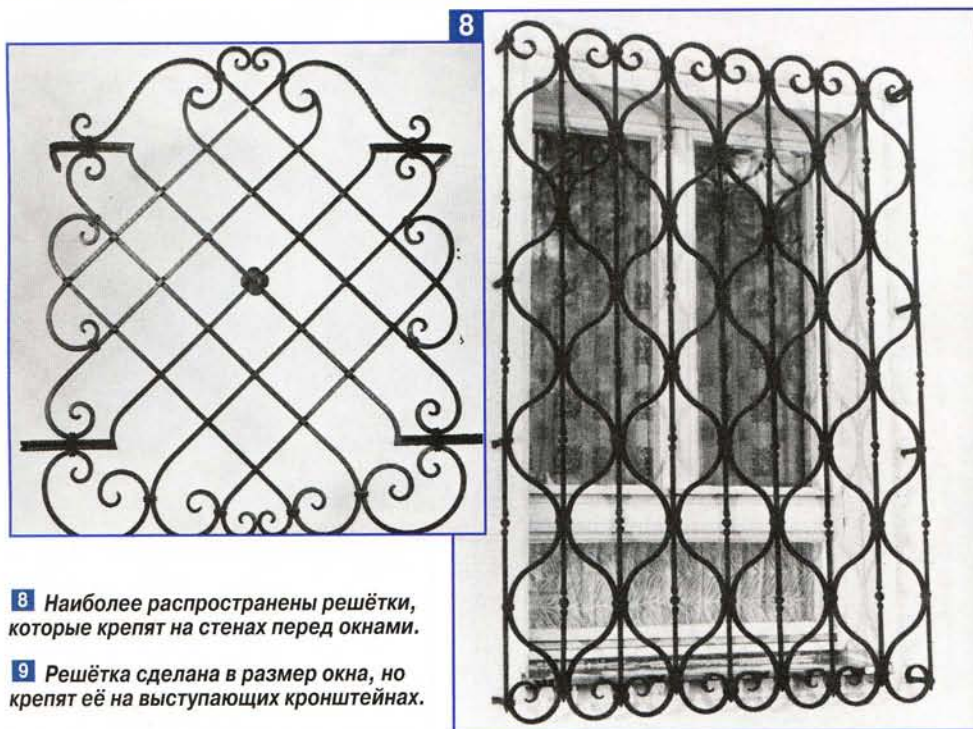 8
8 Наиболее распространены решётки,
которые крепят на стенах перед окнами.
9 Решётка сделана в размер окна, но
крепят её на выступающих кронштейнах.